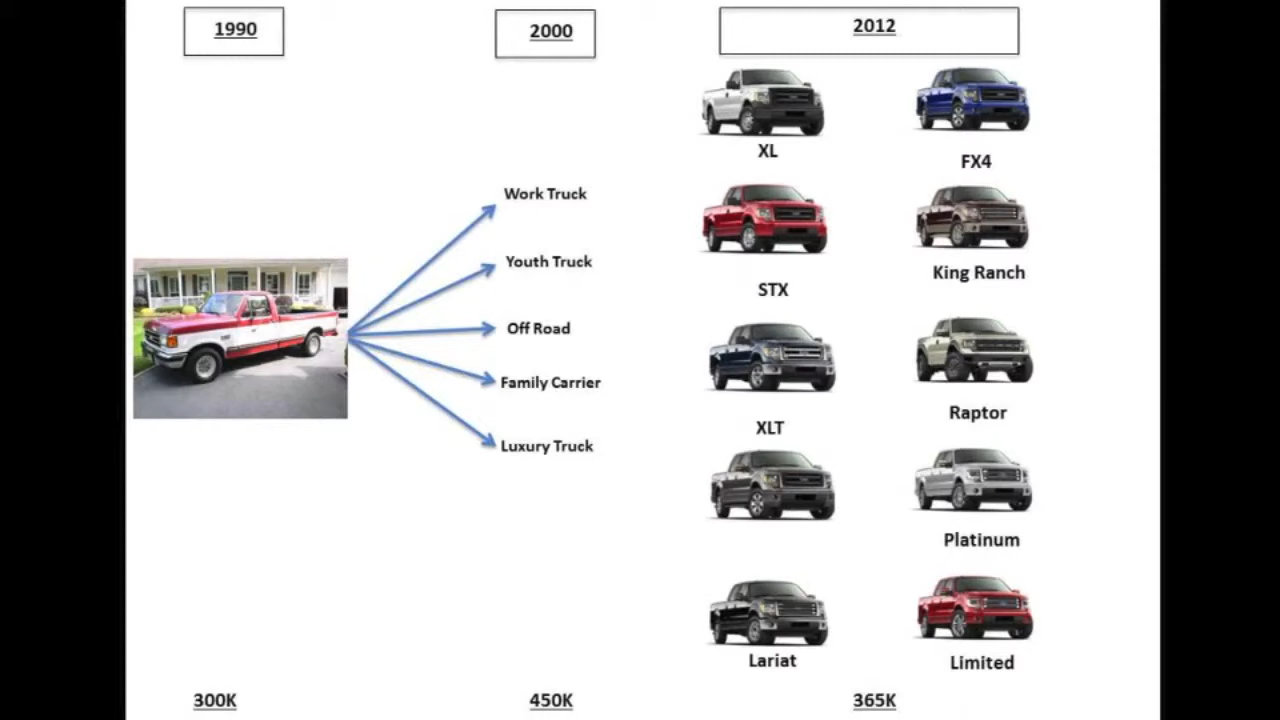 1990
2000
2012
Work Truck
Youth Truck
Off Road
Family Carrier
Luxury Truck
XL
FX4
STX
King Ranch
XLT
Raptor
Platinum
Lariat
Limited
300K
450K
365K